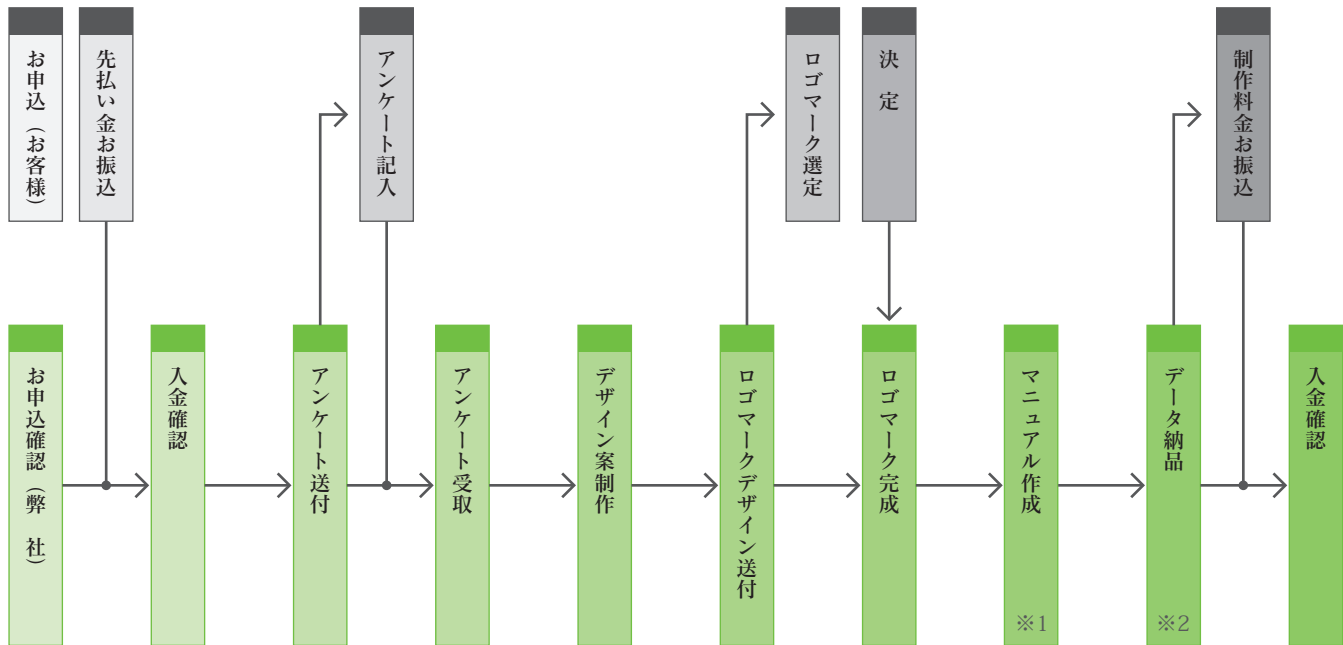 お申込（お客様）
先払い金お振込
アンケート記入
ロゴマーク選定
決 定
制作料金お振込
お申込確認（弊 社）
入金確認
アンケート送付
アンケート受取
デザイン案制作
ロゴマークデザイン送付
ロゴマーク完成
マニュアル作成
※1
データ納品
※2
入金確認